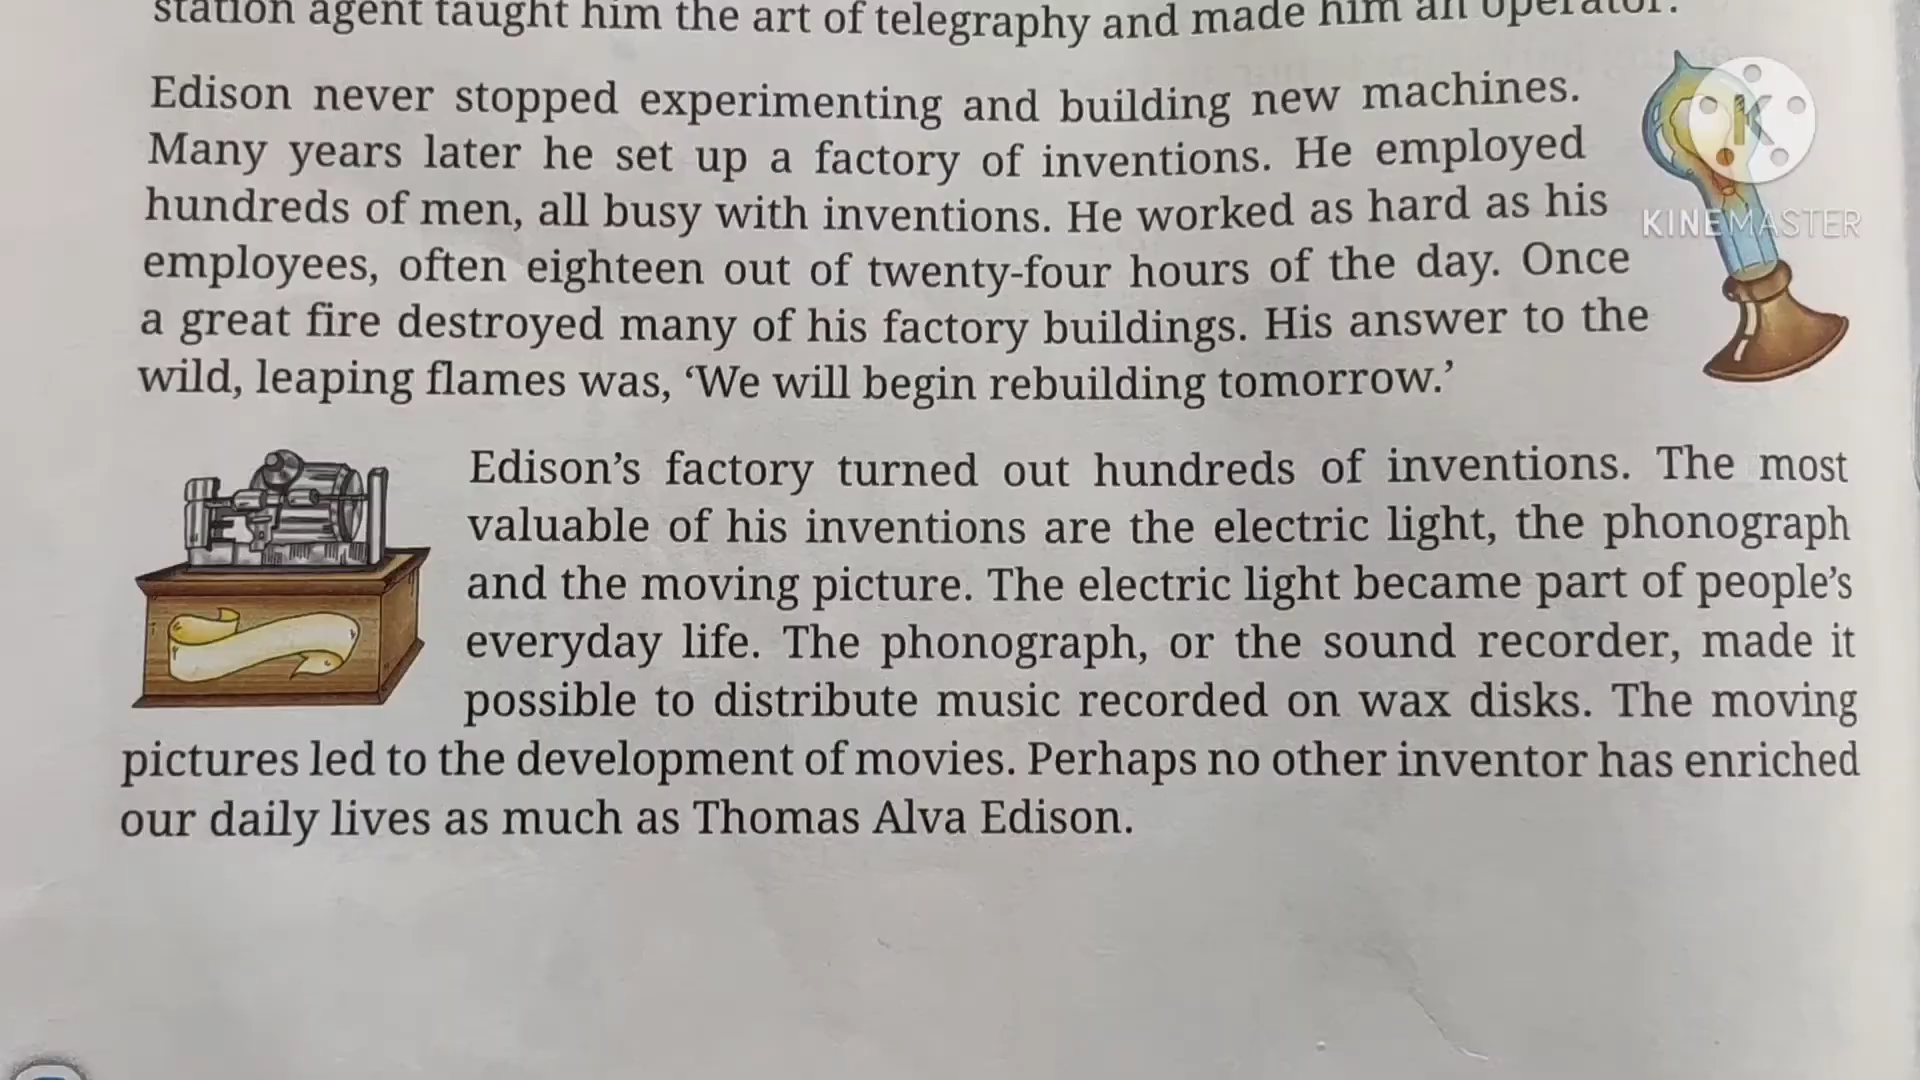 station agent taught him the art of telegraphy and made him an operator.
Edison never stopped experimenting and building new machines.
Many years later he set up a factory of inventions. He employed
hundreds of men, all busy with inventions. He worked as hard as his
employees, often eighteen out of twenty-four hours of the day. Once
a great fire destroyed many of his factory buildings. His answer to the
wild, leaping flames was, ‘We will begin rebuilding tomorrow.’
K
KINEMASTER
Edison’s factory turned out hundreds of inventions. The most
valuable of his inventions are the electric light, the phonograph
and the moving picture. The electric light became part of people’s
everyday life. The phonograph, or the sound recorder, made it
possible to distribute music recorded on wax disks. The moving
pictures led to the development of movies. Perhaps no other inventor has enriched
our daily lives as much as Thomas Alva Edison.